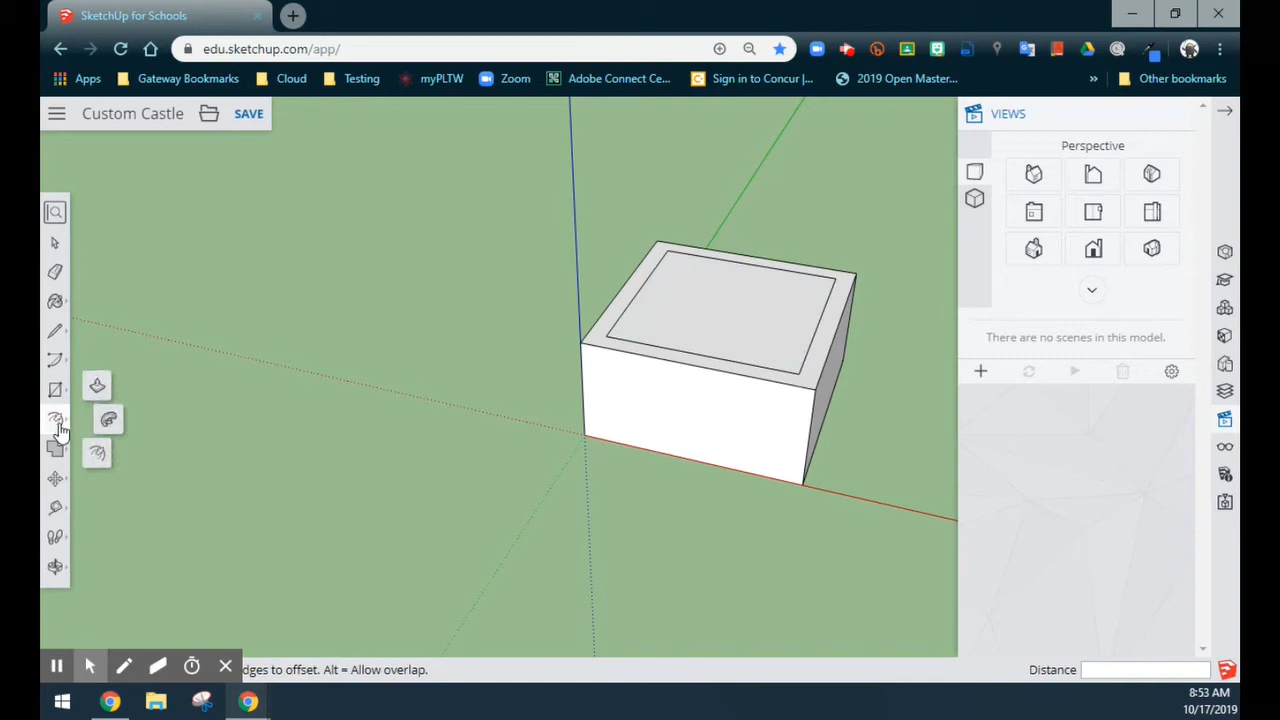 SketchUp for Schools
edu.sketchup.com/app/
Apps
Gateway Bookmarks
Cloud
Testing
myPLTW
Zoom
Adobe Connect Ce...
Sign in to Concur |...
2019 Open Master...
»
Other bookmarks
Custom Castle
SAVE
VIEWS
Perspective
There are no scenes in this model.
dges to offset. Alt = Allow overlap.
Distance
8:53 AM
10/17/2019